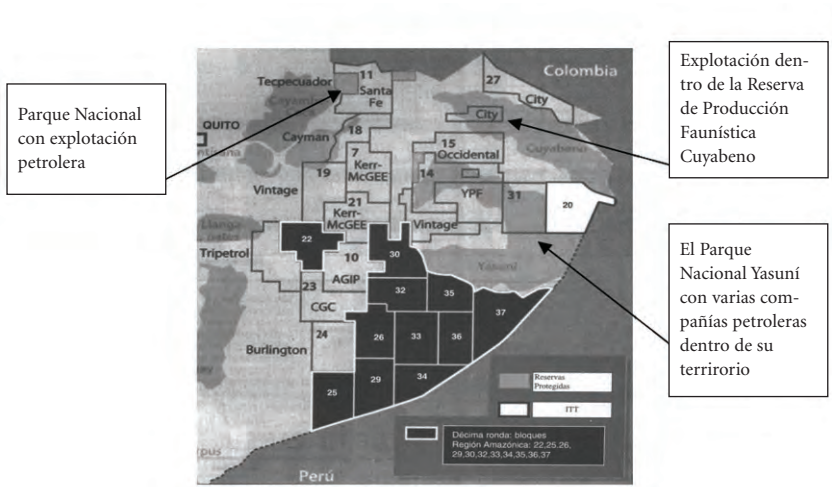 Parque Nacional
con explotación
petrolera
Explotación den-
tro de la Reserva
de Producción
Faunística
Cuyabeno
El Parque
Nacional Yasuní
con varias com-
pañías petroleras
dentro de su
terrirorio
Colombia
Tecpecuador
11
Santa
Fe
27
City
City
QUITO
Cayman
18
15
Occidental
Cuyabeno
7
Kerr-
McGEE
19
14
Vintage
YPF
31
20
21
Kerr-
McGEE
Vintage
Llanga-
22
Tripetrol
10
AGIP
30
Yasuní
23
CGC
32
35
37
24
Burlington
26
33
36
25
29
34
Reservas
Protegidas
ITT
Décima ronda: bloques
Región Amazónica: 22,25.26,
29,30,32,33,34,35,36,37
Perú